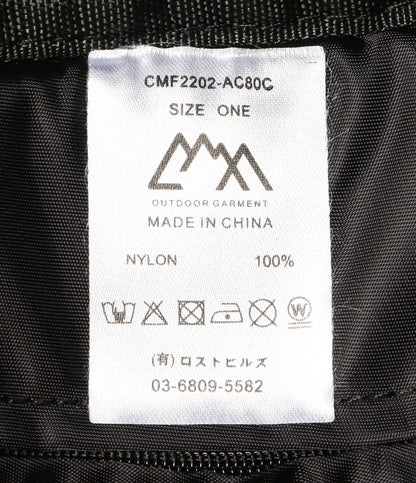 CMF2202-AC80C
SIZE ONE
OUTDOOR GARMENT
MADE IN CHINA
NYLON 100%
W
(有) ロストヒルズ
03-6809-5582